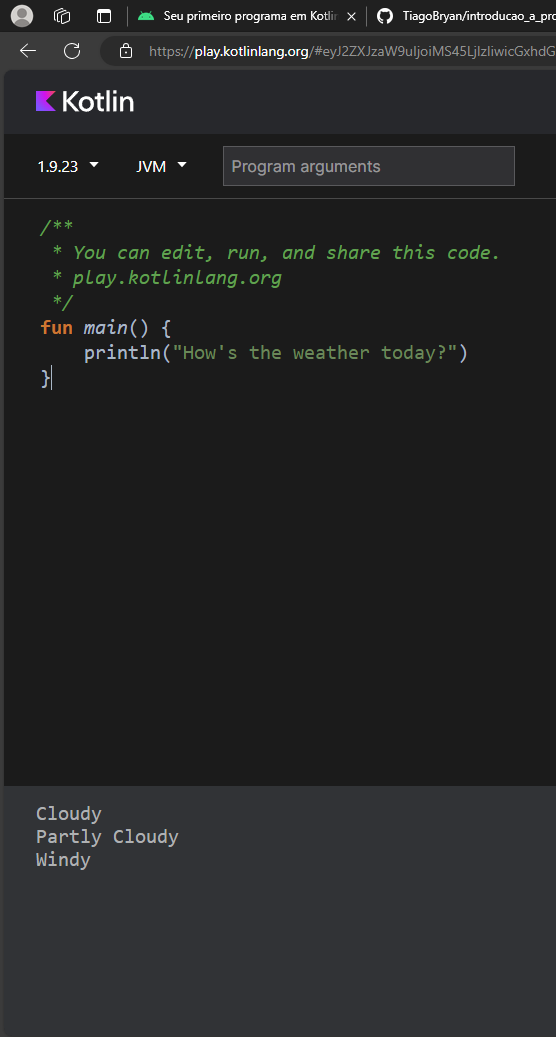 Seu primeiro programa em Kotlin
TiagoBryan/introducao_a_pro
https://play.kotlinlang.org/#eyJ2ZXJzaW9uIjoiMS45LjIzIiwicGxhdG
Kotlin
1.9.23
JVM
Program arguments
/**
* You can edit, run, and share this code.
* play.kotlinlang.org
*/
fun main() {
println("How's the weather today?")
}
Cloudy
Partly Cloudy
Windy